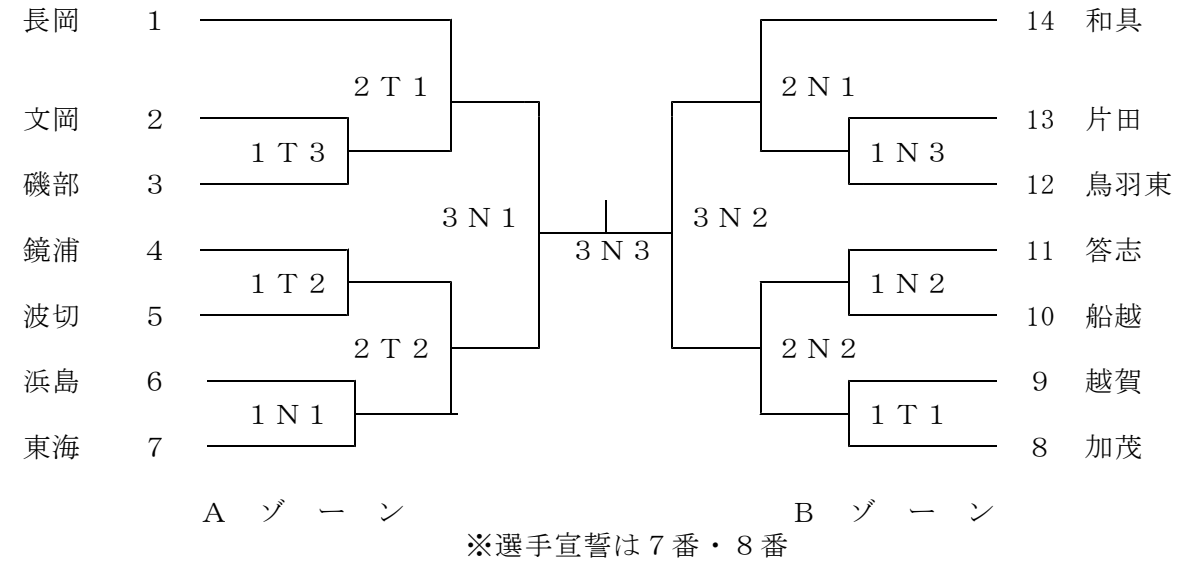 長岡 1 14 和具
2T1 2N1
文岡 2 13 片田
1T3 1N3
磯部 3 12 鳥羽東
3N1 3N2
鏡浦 4 3N3 11 答志
1T2 1N2
波切 5 10 船越
2T2 2N2
浜島 6 9 越賀
1N1 1T1
東海 7 8 加茂
A ゾーン B ゾーン
※選手宣誓は7番・8番